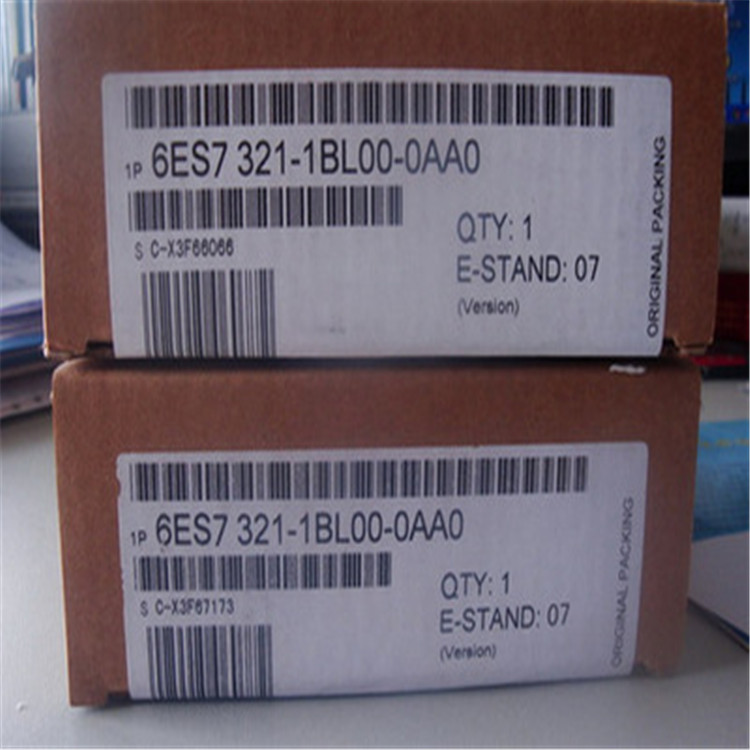 1P 6ES7 321-1BL00-0AA0
S C-X3F66066
QTY: 1
E-STAND: 07
(Version)
ORIGINAL PACKING
1P 6ES7 321-1BL00-0AA0
S C-X3F67173
QTY: 1
E-STAND: 07
(Version)
ORIGINAL PACKING